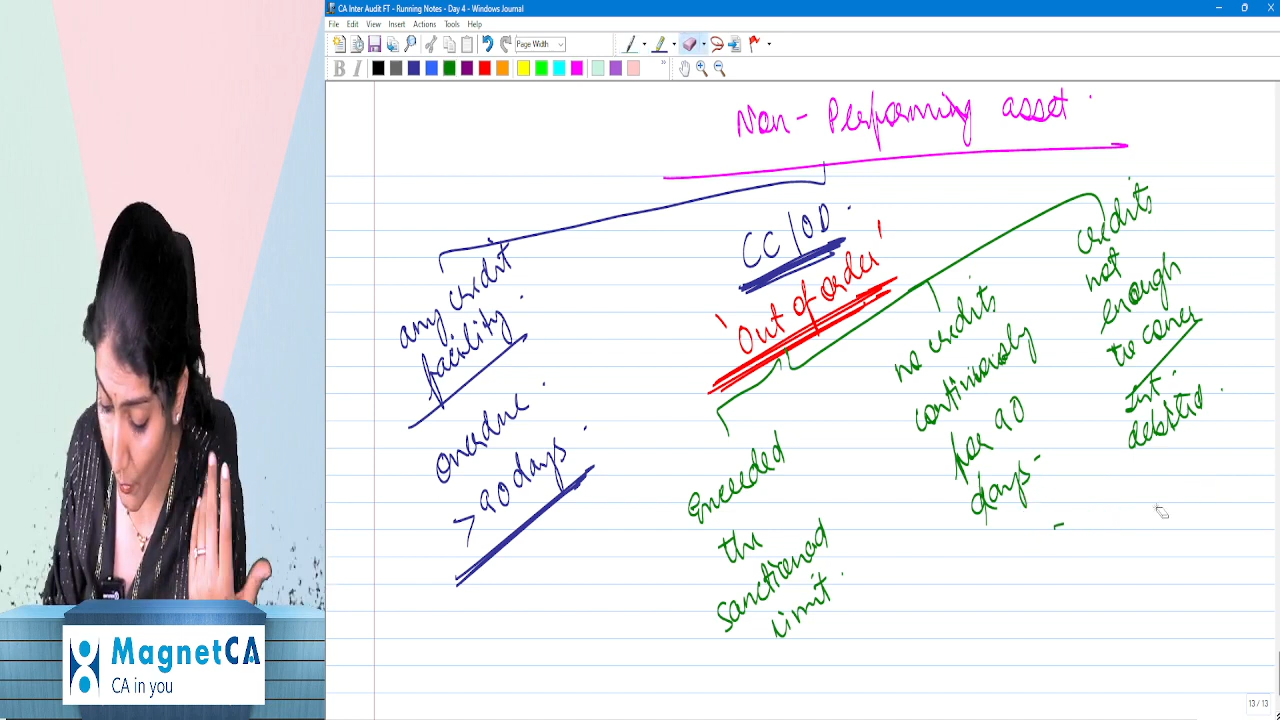 CA Inter Audit FT - Running Notes - Day 4 - Windows Journal
File Edit View Insert Actions Tools Help
Page Width
B I
Non-Performing asset.
any credit
facility.
overdue.
>90 days.
CC/OD.
'Out of order'
exceeded
the
sanctioned
limit.
no credits
continuously
for 90
days-
credits
not
enough
to cover
Int.
debited.
MagnetCA
CA in you
13 / 13